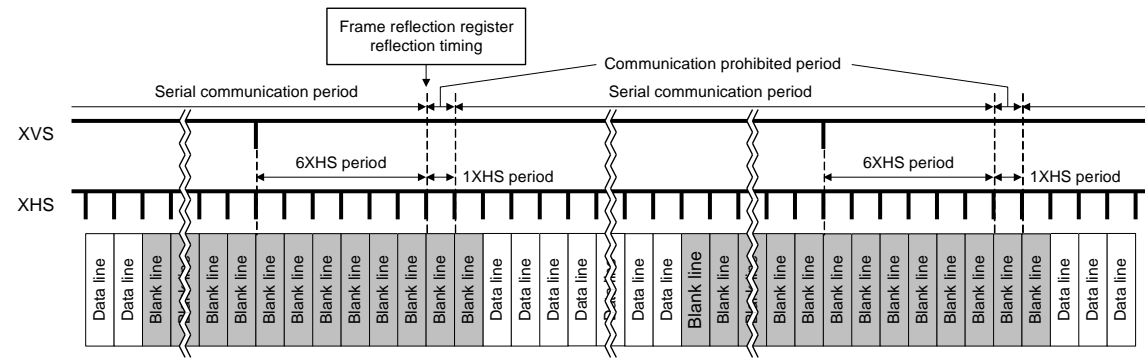 Frame reflection register
reflection timing
Communication prohibited period
Serial communication period
Serial communication period
XVS
6XHS period
1XHS period
6XHS period
1XHS period
XHS
Data line
Data line
Blank line
Blank line
Blank line
Blank line
Blank line
Blank line
Blank line
Blank line
Blank line
Blank line
Blank line
Data line
Data line
Data line
Data line
Data line
Data line
Blank line
Blank line
Blank line
Blank line
Blank line
Blank line
Blank line
Blank line
Blank line
Blank line
Blank line
Blank line
Data line
Data line
Data line